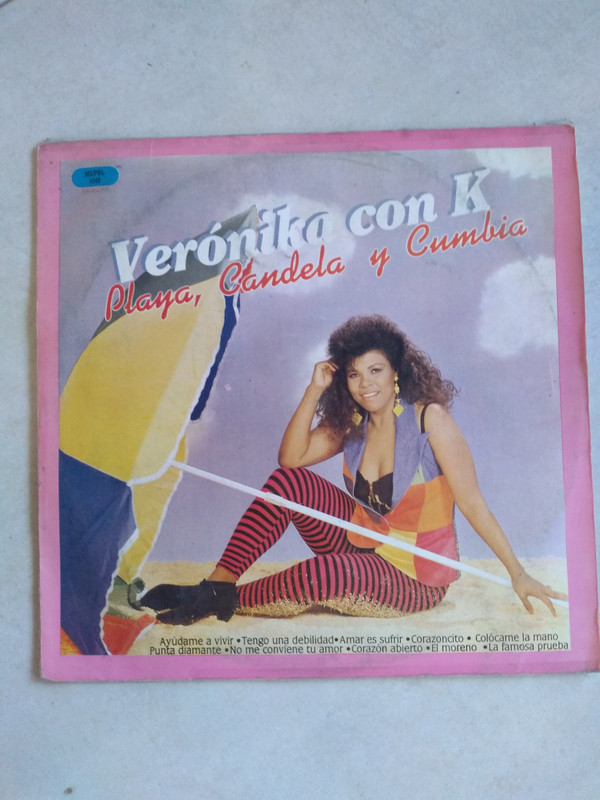 Verónika con K
Playa, Candela y Cumbia
Ayúdame a vivir • Tengo una debilidad • Amar es sufrir • Corazoncito • Colócame la mano
Punta diamante • No me conviene tu amor • Corazón abierto • El moreno • La famosa prueba